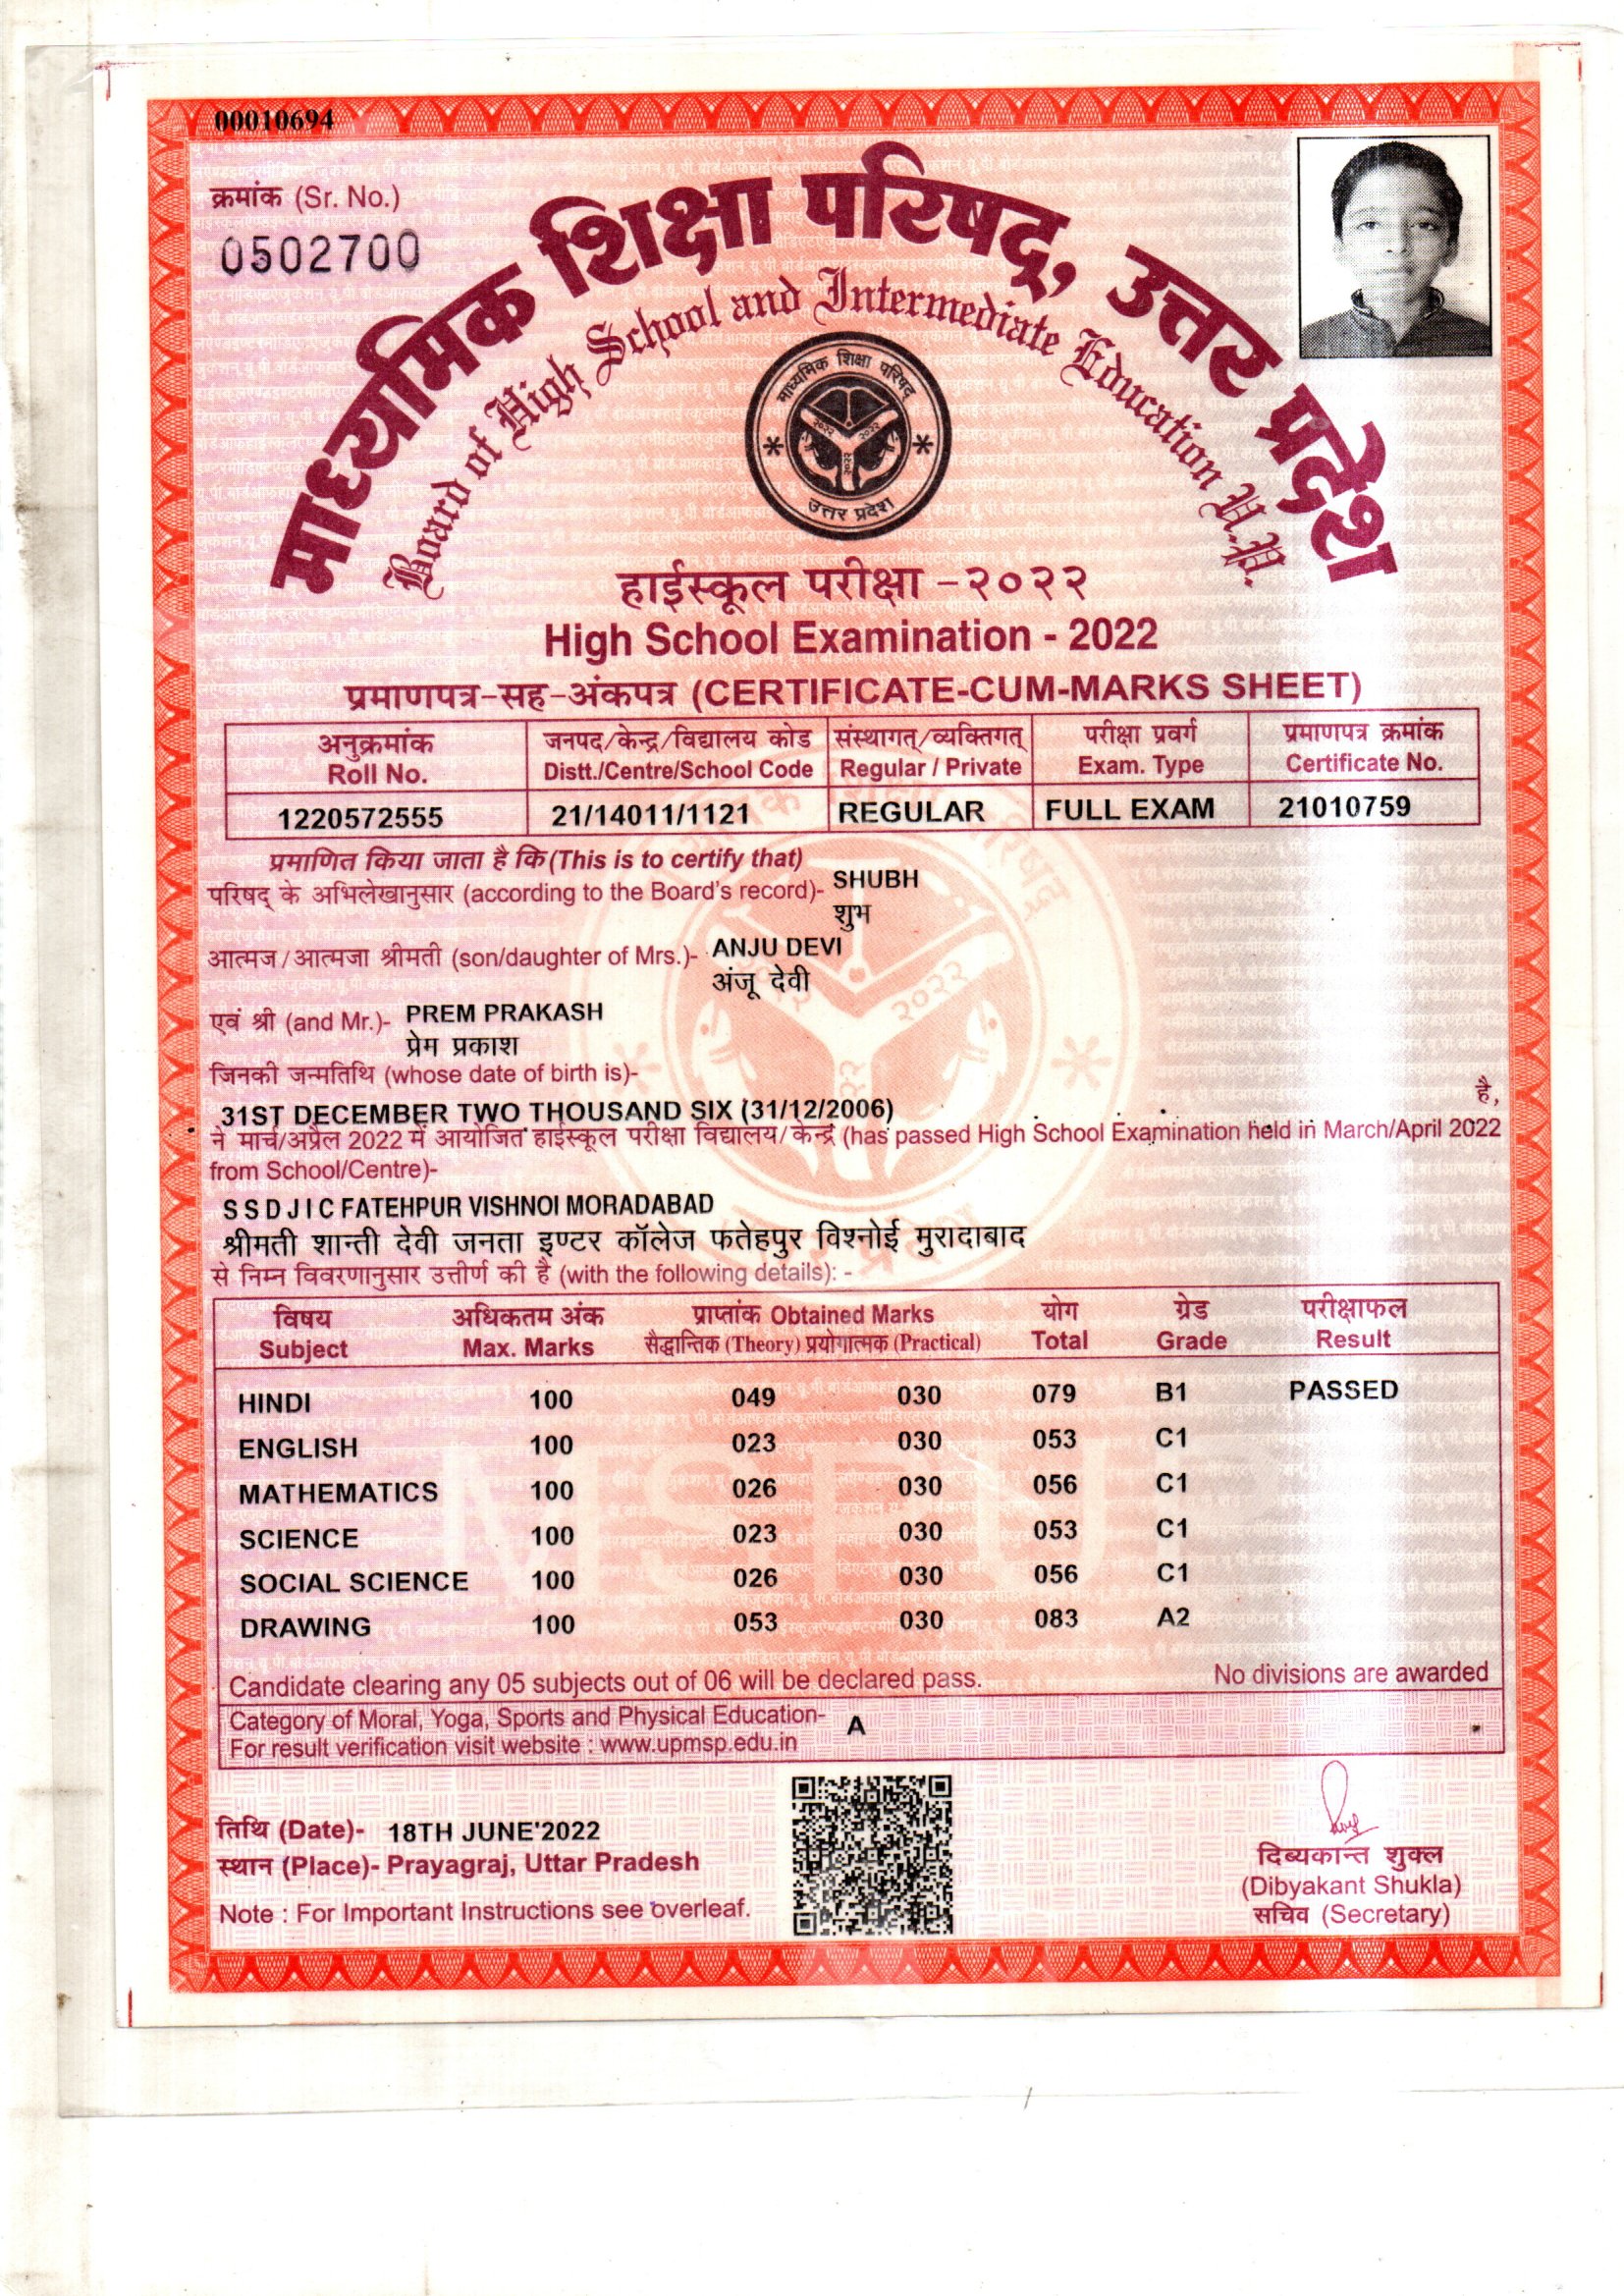 00010694
क्रमांक (Sr. No.)
0502700
माध्यमिक शिक्षा परिषद्, उत्तर प्रदेश
Board of High School and Intermediate Education U.P.
माध्यमिक शिक्षा परिषद
२०२२ २०२२
२०२२
उत्तर प्रदेश
हाईस्कूल परीक्षा -२०२२
High School Examination - 2022
प्रमाणपत्र-सह-अंकपत्र (CERTIFICATE-CUM-MARKS SHEET)
अनुक्रमांक जनपद/केन्द्र/विद्यालय कोड संस्थागत्/व्यक्तिगत् परीक्षा प्रवर्ग प्रमाणपत्र क्रमांक
Roll No. Distt./Centre/School Code Regular / Private Exam. Type Certificate No.
1220572555 21/14011/1121 REGULAR FULL EXAM 21010759
प्रमाणित किया जाता है कि (This is to certify that)
परिषद् के अभिलेखानुसार (according to the Board's record)- SHUBH
शुभ
आत्मज/आत्मजा श्रीमती (son/daughter of Mrs.)- ANJU DEVI
अंजू देवी
एवं श्री (and Mr.)- PREM PRAKASH
प्रेम प्रकाश
जिनकी जन्मतिथि (whose date of birth is)-
31ST DECEMBER TWO THOUSAND SIX (31/12/2006) है,
ने मार्च/अप्रैल 2022 में आयोजित हाईस्कूल परीक्षा विद्यालय/केन्द्र (has passed High School Examination held in March/April 2022
from School/Centre)-
S S D J I C FATEHPUR VISHNOI MORADABAD
श्रीमती शान्ती देवी जनता इण्टर कॉलेज फतेहपुर विश्नोई मुरादाबाद
से निम्न विवरणानुसार उत्तीर्ण की है (with the following details): -
विषय अधिकतम अंक प्राप्तांक Obtained Marks योग ग्रेड परीक्षाफल
Subject Max. Marks सैद्धान्तिक (Theory) प्रयोगात्मक (Practical) Total Grade Result
HINDI 100 049 030 079 B1 PASSED
ENGLISH 100 023 030 053 C1
MATHEMATICS 100 026 030 056 C1
SCIENCE 100 023 030 053 C1
SOCIAL SCIENCE 100 026 030 056 C1
DRAWING 100 053 030 083 A2
Candidate clearing any 05 subjects out of 06 will be declared pass. No divisions are awarded
Category of Moral, Yoga, Sports and Physical Education- A
For result verification visit website : www.upmsp.edu.in
तिथि (Date)- 18TH JUNE'2022
स्थान (Place)- Prayagraj, Uttar Pradesh
Note : For Important Instructions see overleaf.
दिब्यकान्त शुक्ल
(Dibyakant Shukla)
सचिव (Secretary)